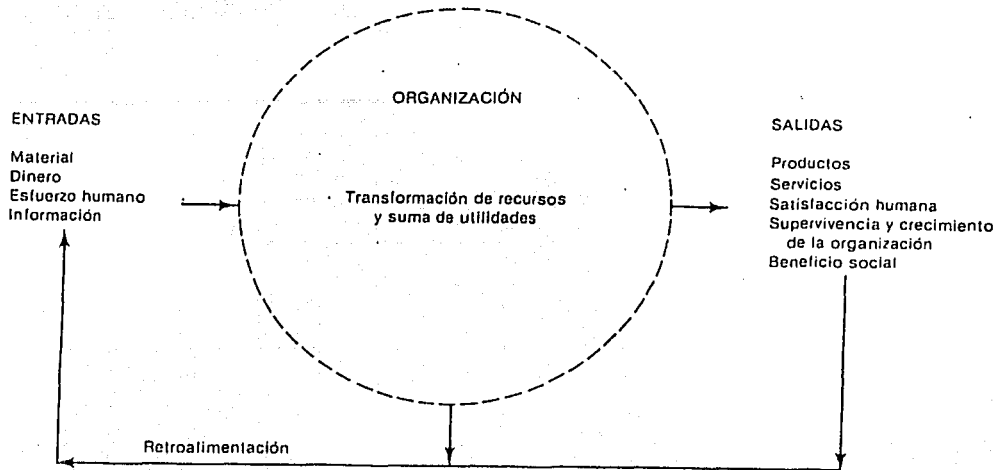 ORGANIZACIÓN
ENTRADAS
Material
Dinero
Esfuerzo humano
Información
Transformación de recursos
y suma de utilidades
SALIDAS
Productos
Servicios
Satisfacción humana
Supervivencia y crecimiento
de la organización
Beneficio social
Retroalimentación